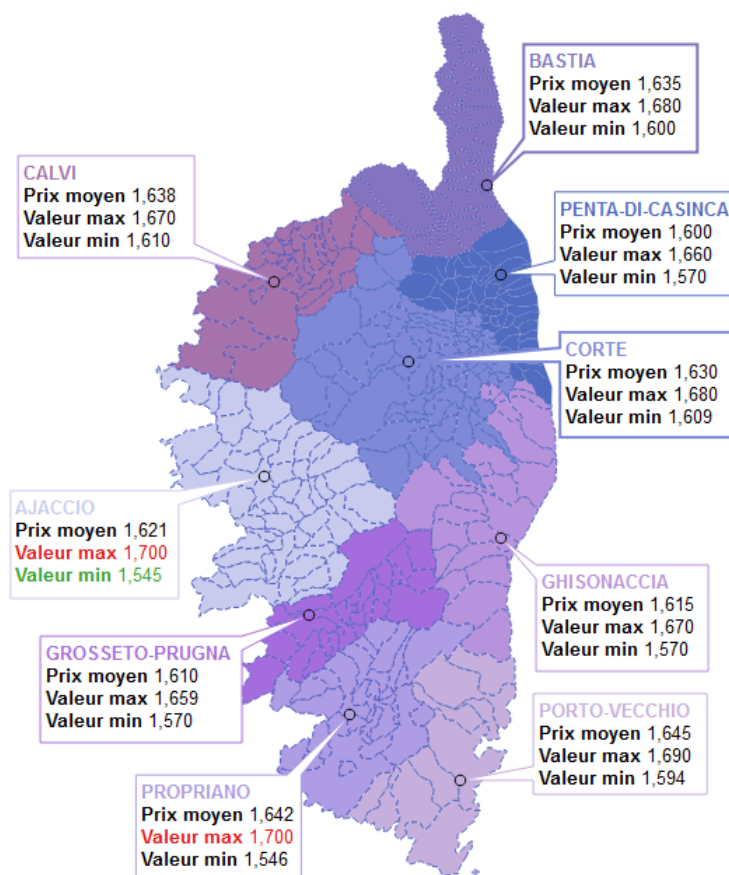 BASTIA
Prix moyen 1,635
Valeur max 1,680
Valeur min 1,600
CALVI
Prix moyen 1,638
Valeur max 1,670
Valeur min 1,610
PENTA-DI-CASINCA
Prix moyen 1,600
Valeur max 1,660
Valeur min 1,570
CORTE
Prix moyen 1,630
Valeur max 1,680
Valeur min 1,609
AJACCIO
Prix moyen 1,621
Valeur max 1,700
Valeur min 1,545
GHISONACCIA
Prix moyen 1,615
Valeur max 1,670
Valeur min 1,570
GROSSETO-PRUGNA
Prix moyen 1,610
Valeur max 1,659
Valeur min 1,570
PORTO-VECCHIO
Prix moyen 1,645
Valeur max 1,690
Valeur min 1,594
PROPRIANO
Prix moyen 1,642
Valeur max 1,700
Valeur min 1,546